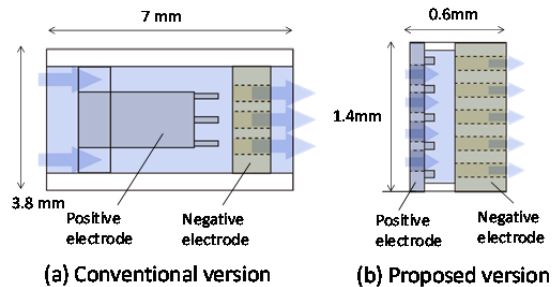 7 mm
0.6mm
1.4mm
3.8 mm
Positive
electrode
Negative
electrode
Positive
electrode
Negative
electrode
(a) Conventional version
(b) Proposed version